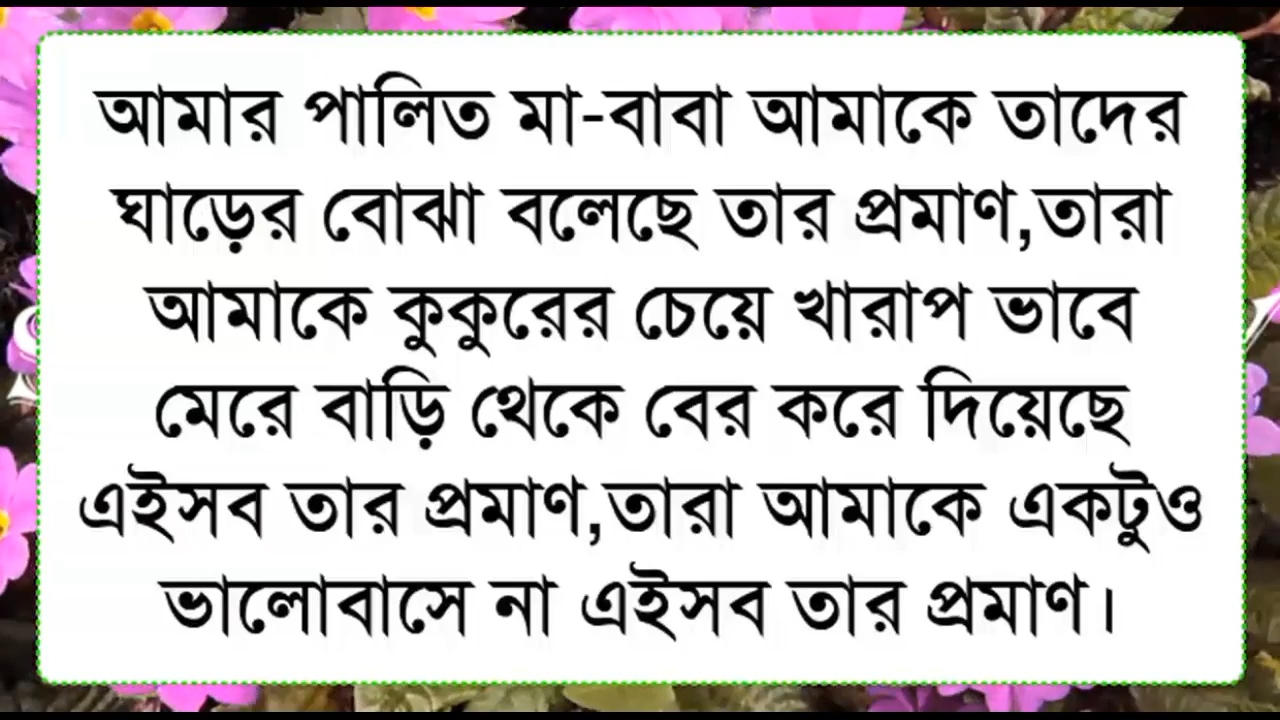 আমার পালিত মা-বাবা আমাকে তাদের
ঘাড়ের বোঝা বলেছে তার প্রমাণ,তারা
আমাকে কুকুরের চেয়ে খারাপ ভাবে
মেরে বাড়ি থেকে বের করে দিয়েছে
এইসব তার প্রমাণ,তারা আমাকে একটুও
ভালোবাসে না এইসব তার প্রমাণ।